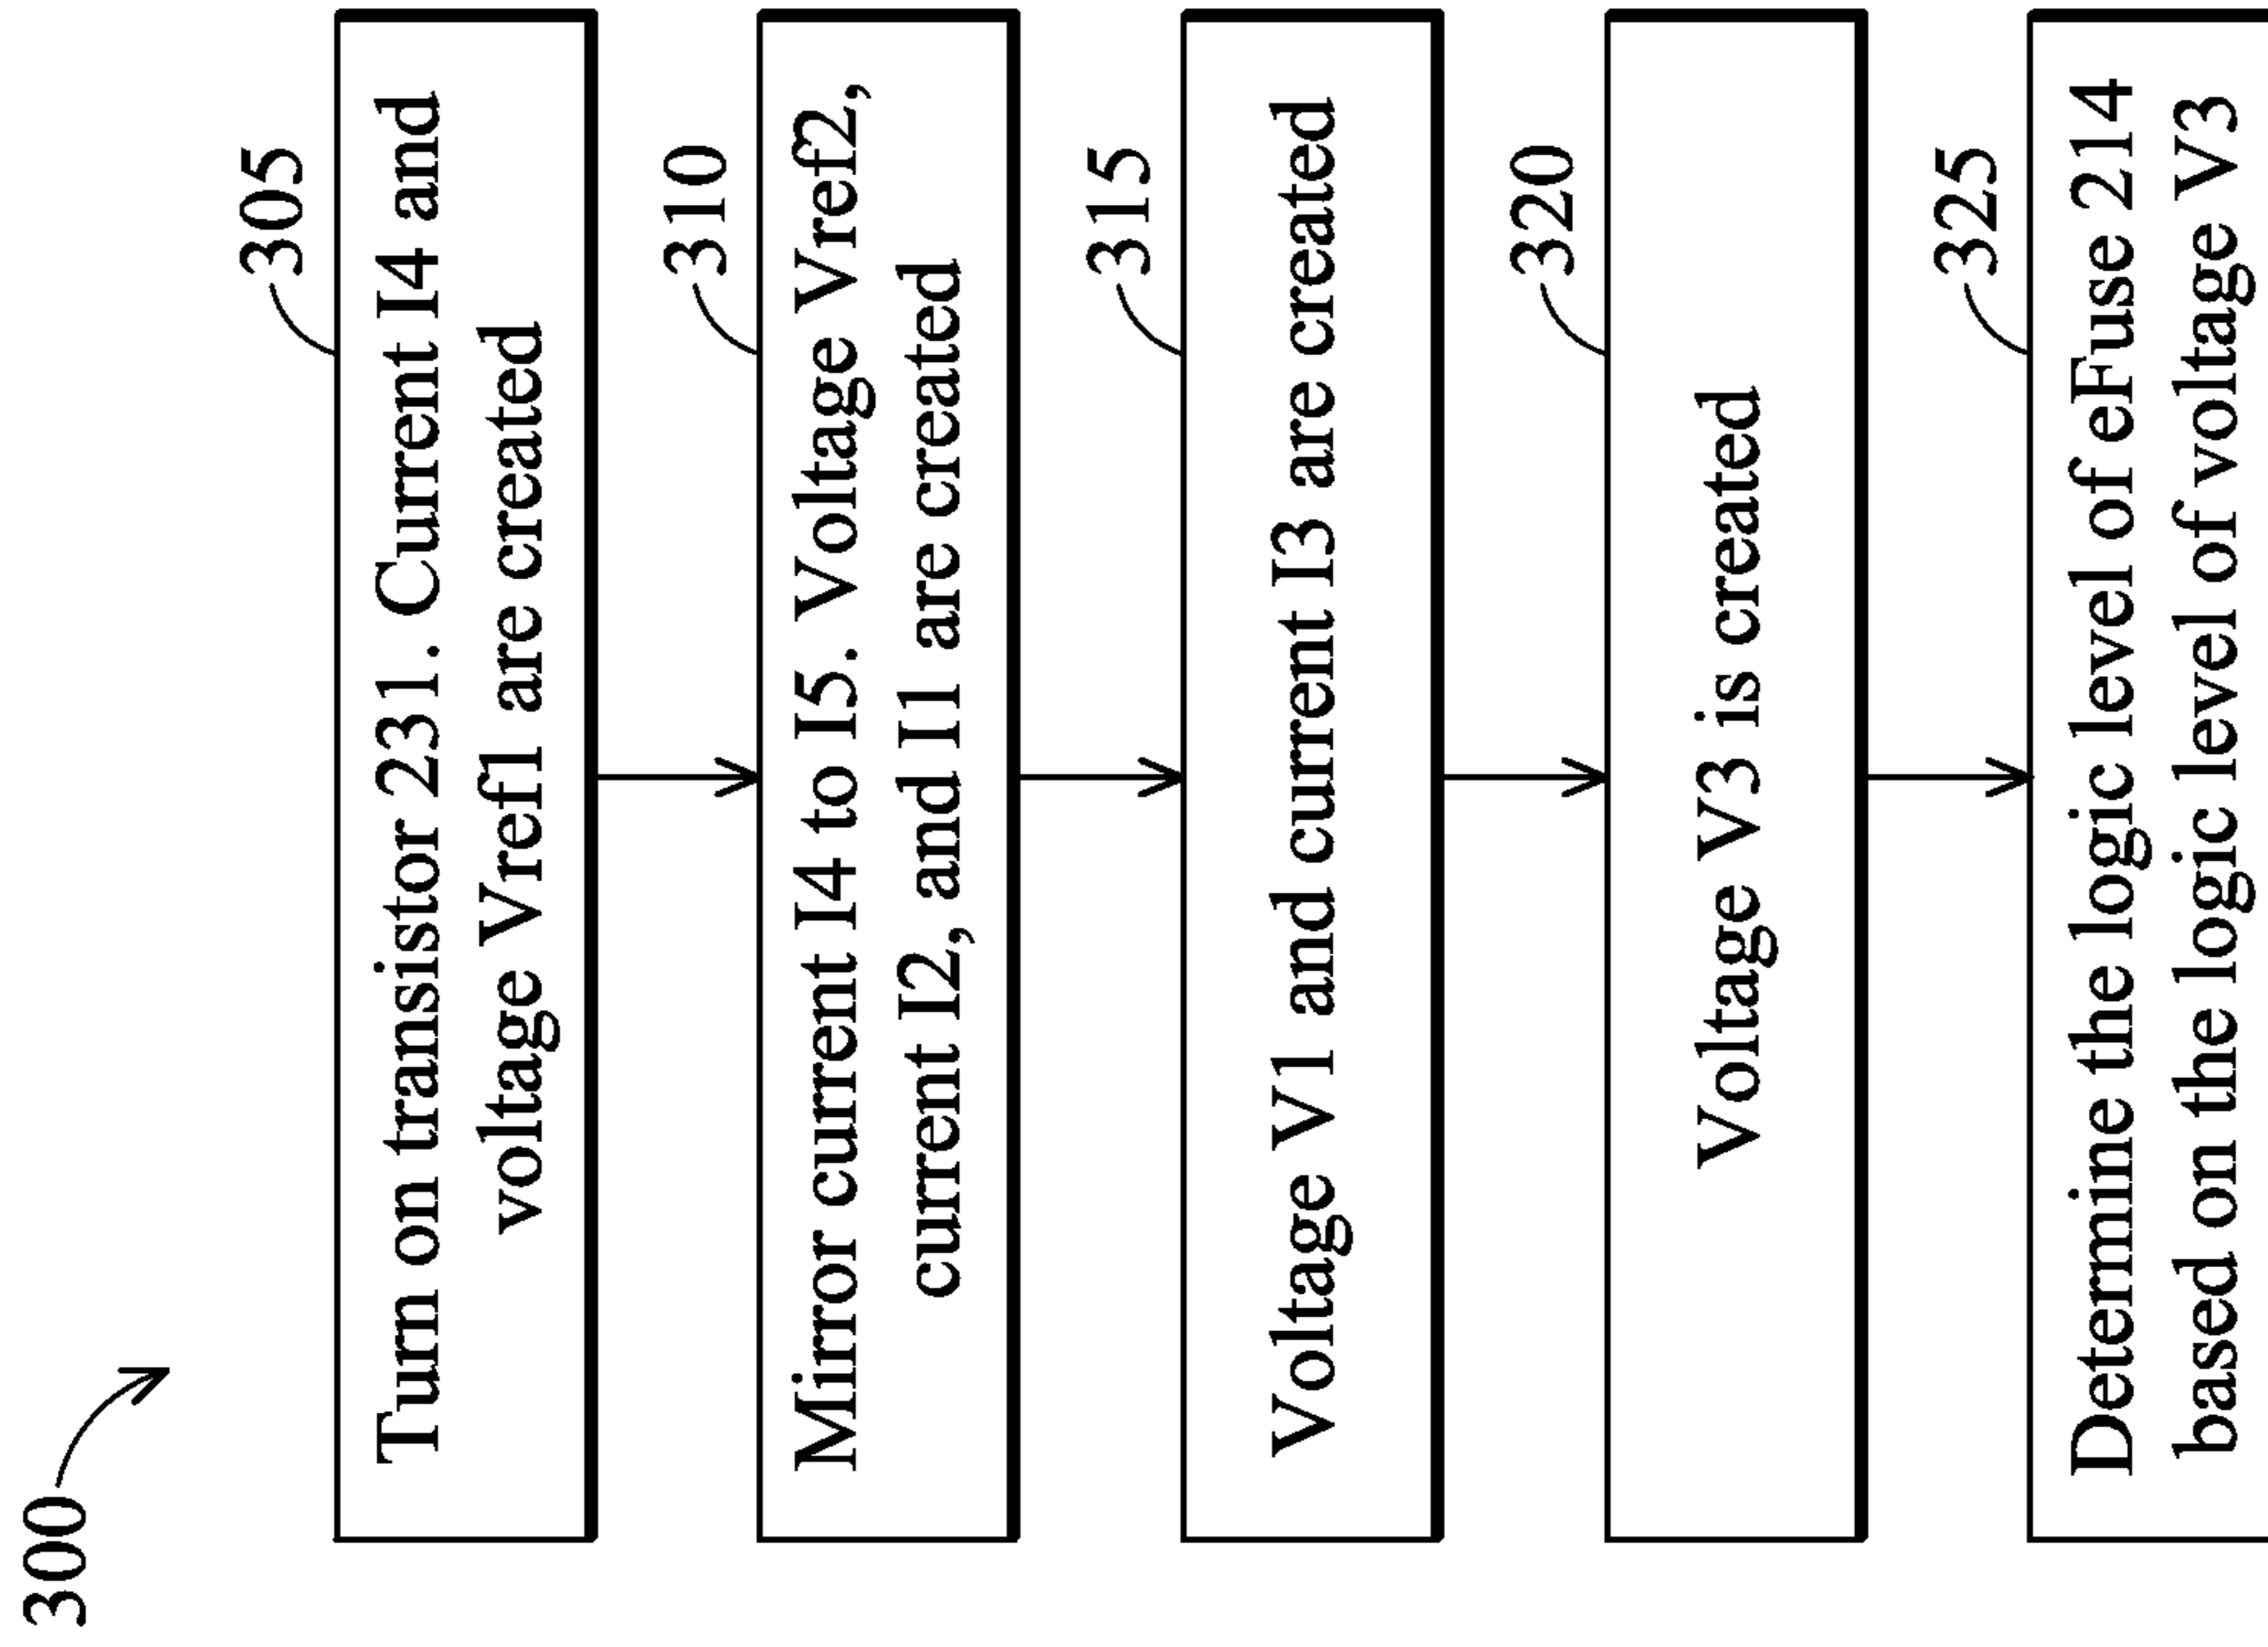 300
305
Turn on transistor 231. Current I4 and
voltage Vref1 are created
310
Mirror current I4 to I5. Voltage Vref2,
current I2, and I1 are created
315
Voltage V1 and current I3 are created
320
Voltage V3 is created
325
Determine the logic level of eFuse 214
based on the logic level of voltage V3